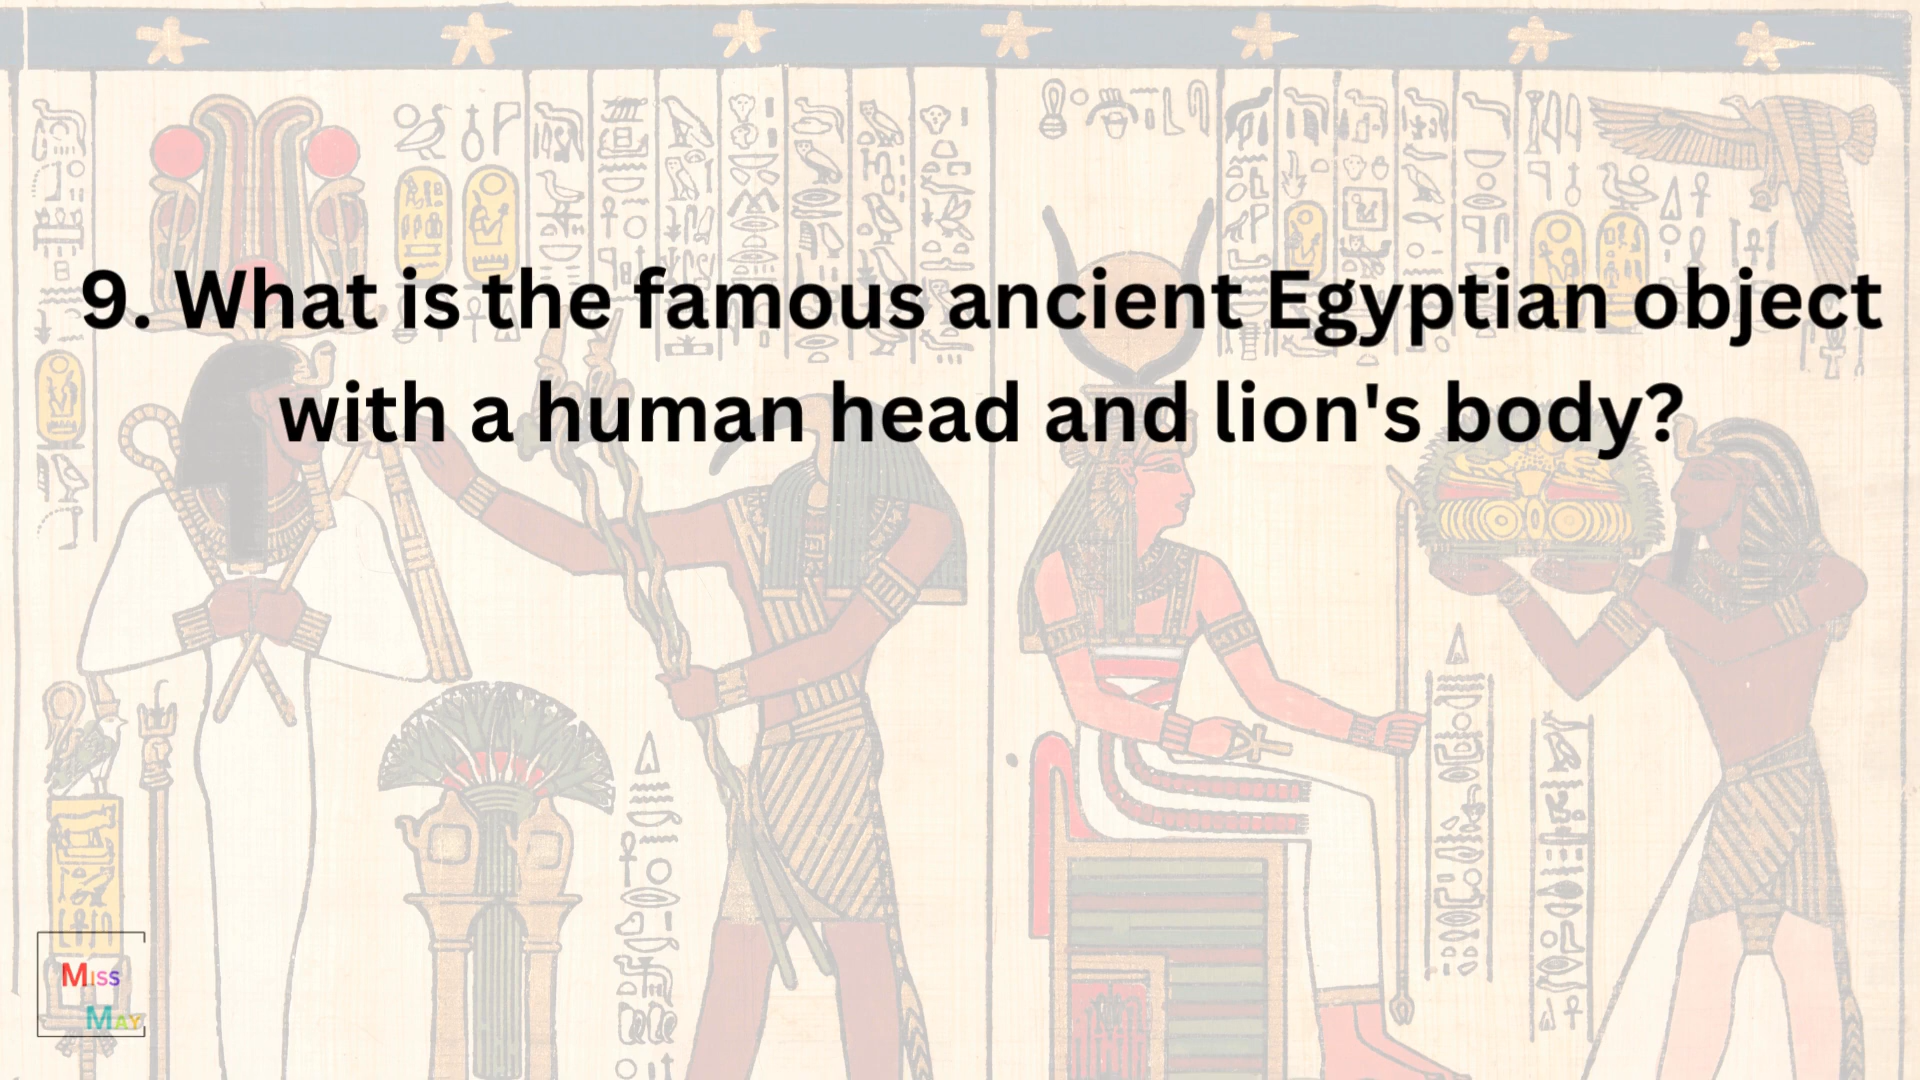 9. What is the famous ancient Egyptian object
with a human head and lion's body?
Miss
May